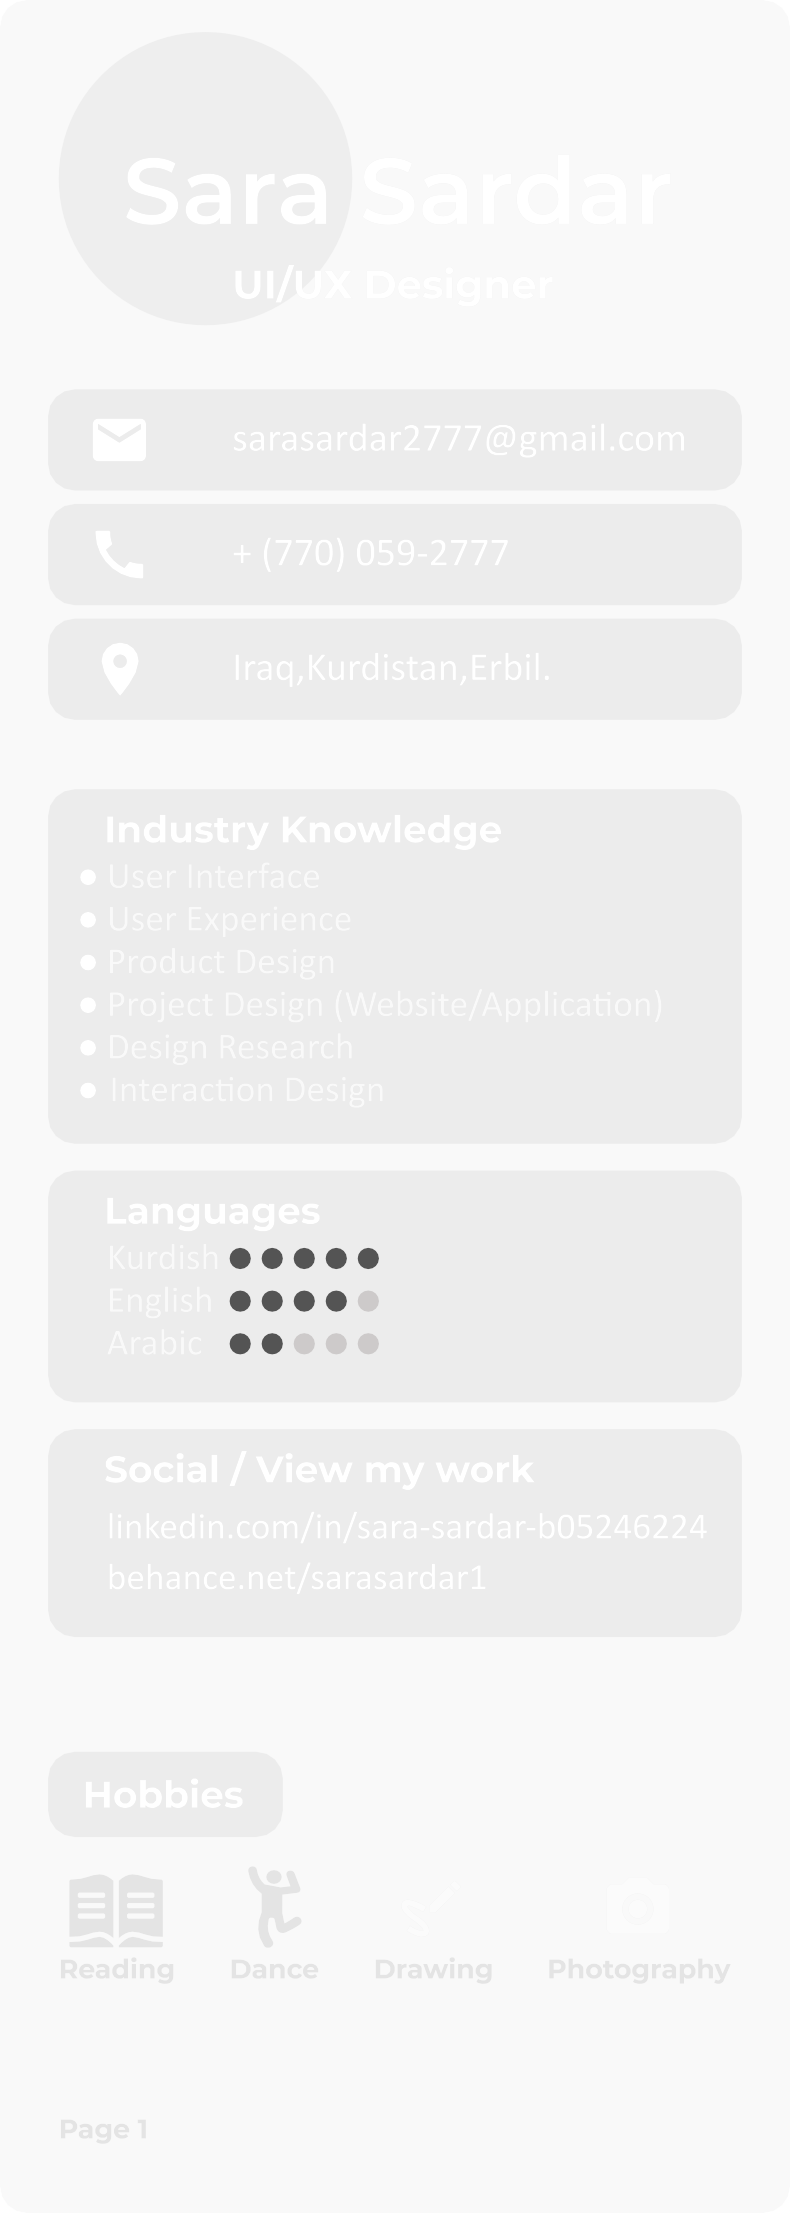 Sara Sardar
UI/UX Designer
sarasardar2777@gmail.com
+ (770) 059-2777
Iraq,Kurdistan,Erbil.
Industry Knowledge
User Interface
User Experience
Product Design
Project Design (Website/Application)
Design Research
Interaction Design
Languages
Kurdish
English
Arabic
Social / View my work
linkedin.com/in/sara-sardar-b05246224
behance.net/sarasardar1
Hobbies
Reading Dance Drawing Photography
Page 1